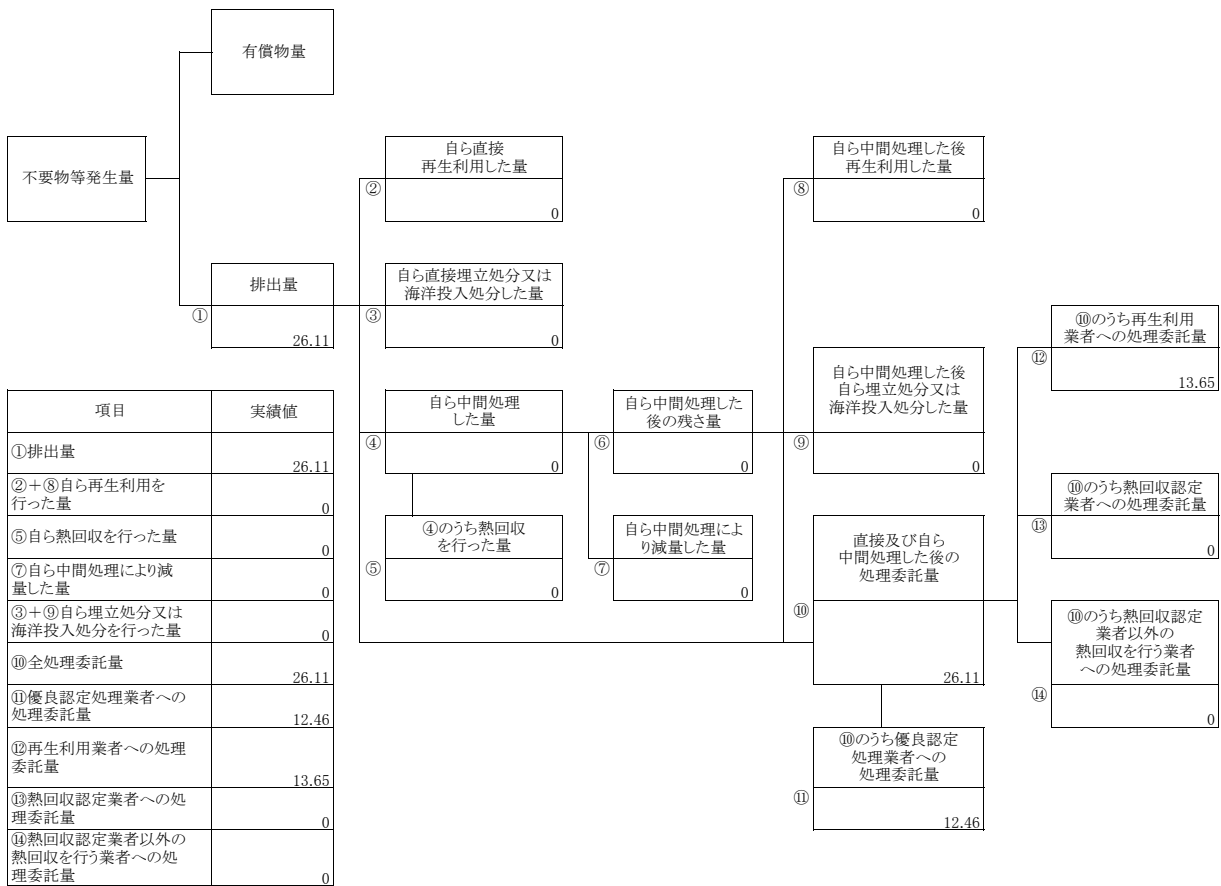 有償物量
不要物等発生量
自ら直接
再生利用した量
②
0
自ら中間処理した後
再生利用した量
⑧
0
排出量
①
26.11
自ら直接埋立処分又は
海洋投入処分した量
③
0
⑩のうち再生利用
業者への処理委託量
⑫
13.65
自ら中間処理
した量
④
0
自ら中間処理した
後の残さ量
⑥
0
自ら中間処理した後
自ら埋立処分又は
海洋投入処分した量
⑨
0
⑩のうち熱回収認定
業者への処理委託量
⑬
0
④のうち熱回収
を行った量
⑤
0
自ら中間処理によ
り減量した量
⑦
0
直接及び自ら
中間処理した後の
処理委託量
⑩
26.11
⑩のうち熱回収認定
業者以外の
熱回収を行う業者
への処理委託量
⑭
0
⑩のうち優良認定
処理業者への
処理委託量
⑪
12.46
項目 実績値
①排出量
26.11
②+⑧自ら再生利用を
行った量
0
⑤自ら熱回収を行った量
0
⑦自ら中間処理により減
量した量
0
③+⑨自ら埋立処分又は
海洋投入処分を行った量
0
⑩全処理委託量
26.11
⑪優良認定処理業者への
処理委託量
12.46
⑫再生利用業者への処理
委託量
13.65
⑬熱回収認定業者への処
理委託量
0
⑭熱回収認定業者以外の
熱回収を行う業者への処
理委託量
0